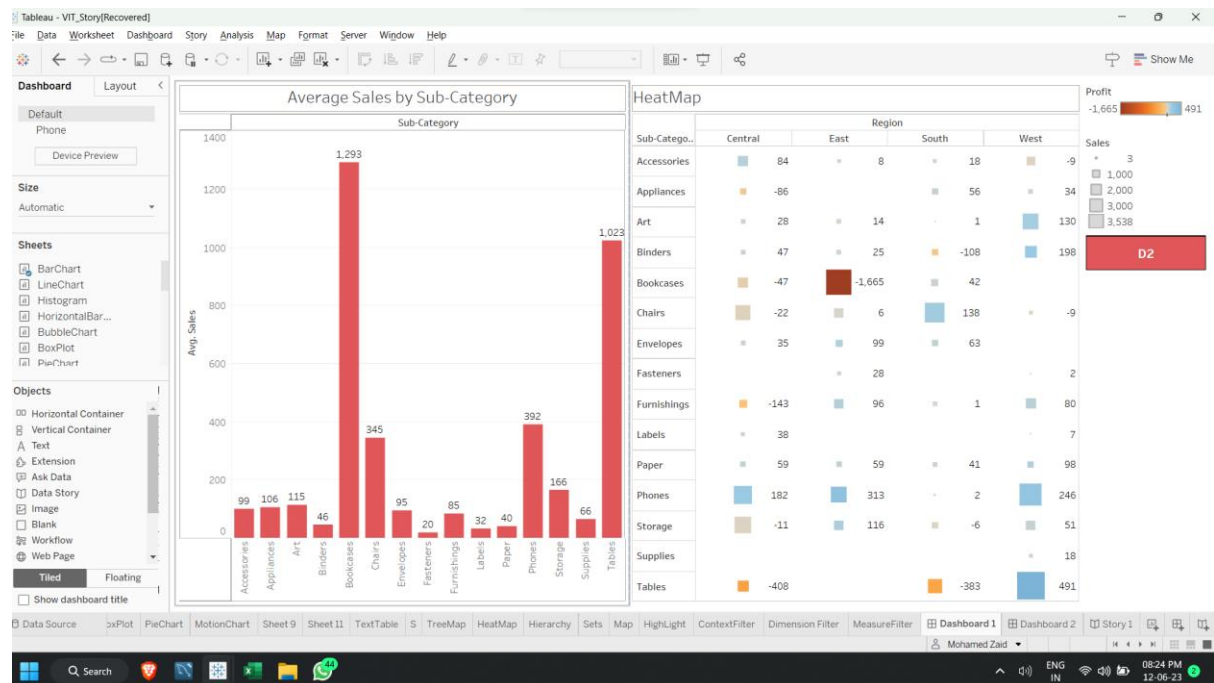 Tableau - VIT_Story[Recovered]
File Data Worksheet Dashboard Story Analysis Map Format Server Window Help
Show Me
Dashboard Layout
Default
Phone
Device Preview
Size
Automatic
Sheets
BarChart
LineChart
Histogram
HorizontalBar...
BubbleChart
BoxPlot
PieChart
Objects
Horizontal Container
Vertical Container
Text
Extension
Ask Data
Data Story
Image
Blank
Workflow
Web Page
Tiled Floating
Show dashboard title
Average Sales by Sub-Category
Sub-Category
Avg. Sales
1400
1200
1000
800
600
400
200
0
99 106 115 46 1,293 345 95 20 85 32 40 392 166 66 1,023
Accessories Appliances Art Binders Bookcases Chairs Envelopes Fasteners Furnishings Labels Paper Phones Storage Supplies Tables
HeatMap
Region
Sub-Catego.. Central East South West
Accessories 84 8 18 -9
Appliances -86 56 34
Art 28 14 1 130
Binders 47 25 -108 198
Bookcases -47 -1,665 42
Chairs -22 6 138 -9
Envelopes 35 99 63
Fasteners 28 2
Furnishings -143 96 1 80
Labels 38 7
Paper 59 59 41 98
Phones 182 313 2 246
Storage -11 116 -6 51
Supplies 18
Tables -408 -383 491
Profit
-1,665 491
Sales
3
1,000
2,000
3,000
3,538
D2
Data Source oxPlot PieChart MotionChart Sheet 9 Sheet 11 TextTable S TreeMap HeatMap Hierarchy Sets Map HighLight ContextFilter Dimension Filter MeasureFilter Dashboard 1 Dashboard 2 Story 1
Mohamed Zaid
Search
44
ENG
IN
08:24 PM
12-06-23
2